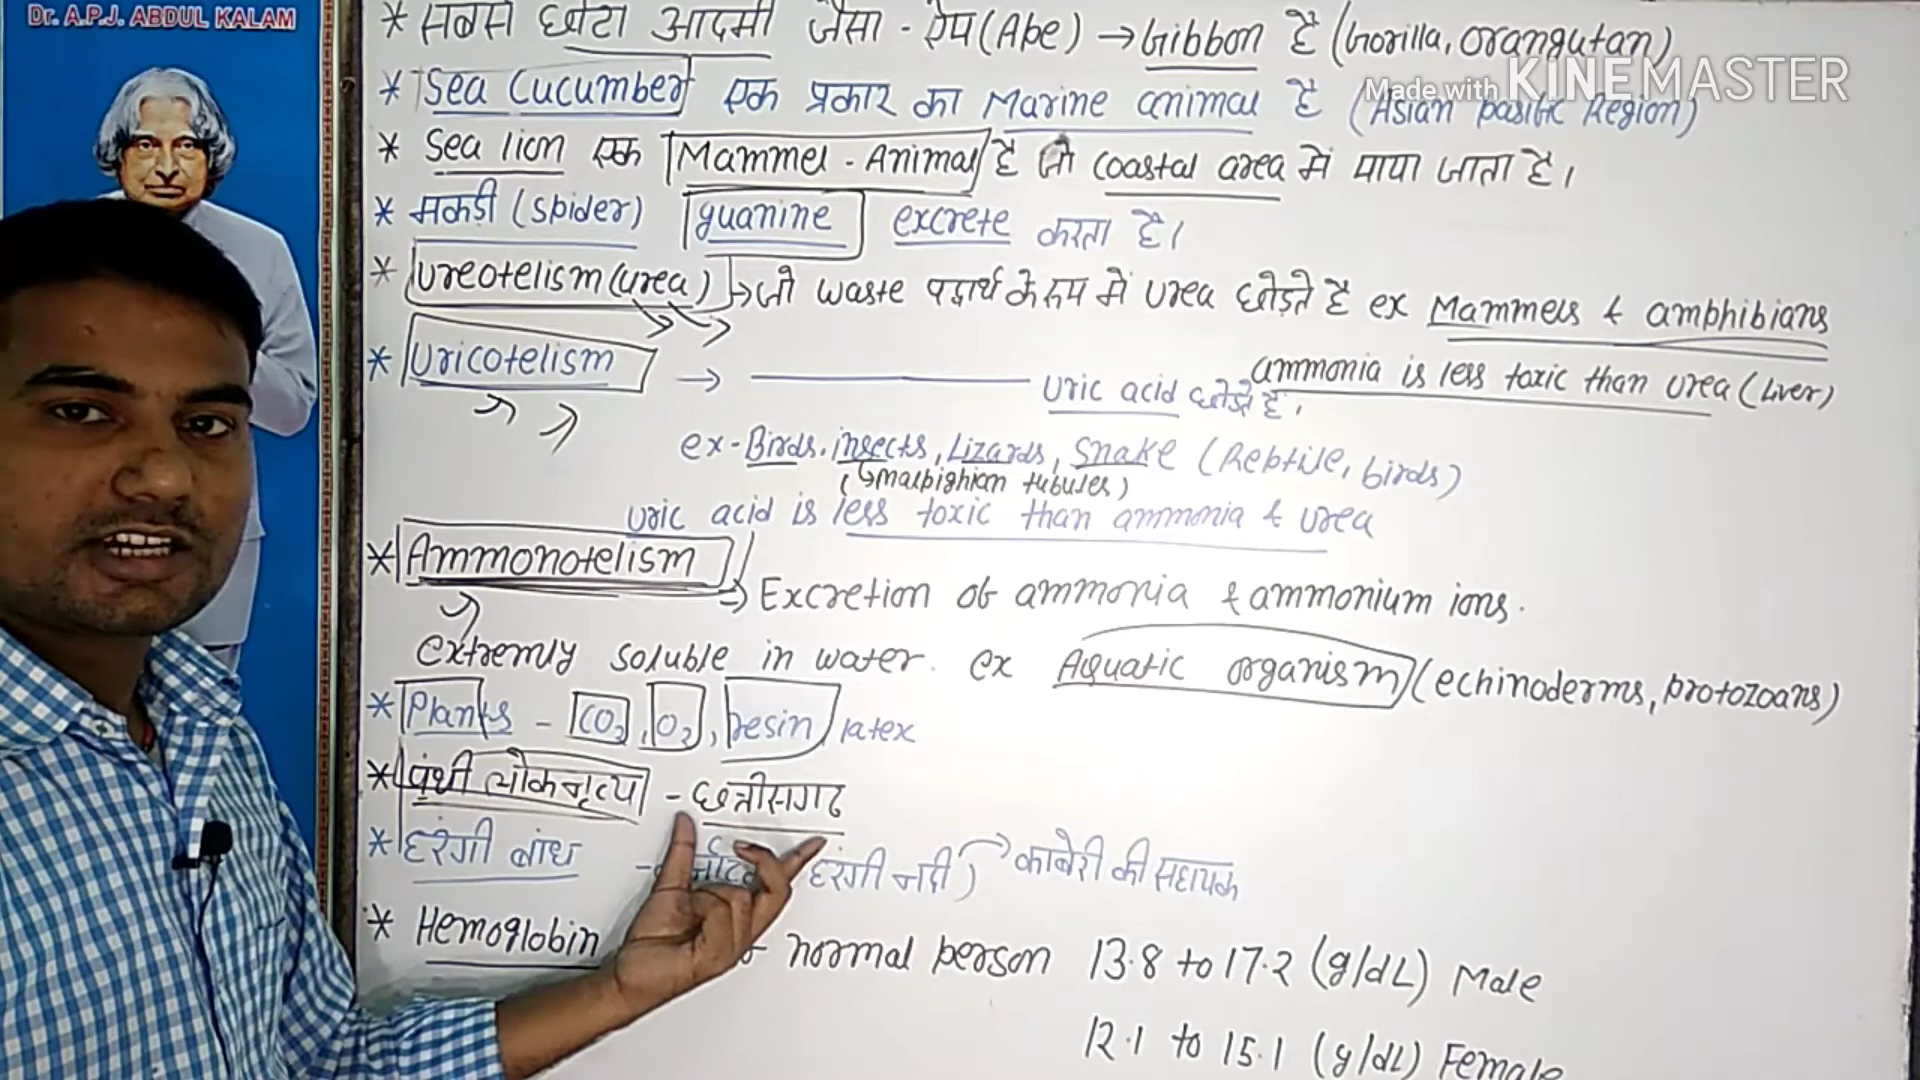 Dr. A.P.J. ABDUL KALAM
* सबसे छोटा आदमी जैसा - ऐप (Ape) → Gibbon है (Gorilla, orangutan)
Made with KINEMASTER
* Sea Cucumber एक प्रकार का Marine animal है (Asian pasific Region)
* Sea lion एक Mammel - Animal है जो coastal area में पाया जाता है।
* मकडी (spider) guanine excrete करता है।
* Ureotelism (urea) → जो waste पदार्थ के रूप में urea छोड़ते है ex Mammels & amphibians
ammonia is less toxic than urea (Liver)
* Uricotelism → ——— Uric acid छोड़ते है।
ex - Birds, insects, Lizards, Snake (Reptile, birds)
(↳ malpighian tubules)
Uric acid is less toxic than ammonia & urea
* Ammonotelism
⇒ Excretion of ammonia & ammonium ions.
extremly soluble in water. ex Aquatic organism (echinoderms, protozoans)
* Plants - CO2, O2, resin, latex
* पंथी लोकनृत्य - छत्तीसगढ
* हरंगी बांध - हरंगी नदी) → कावेरी की सहायक
* Hemoglobin normal person 13.8 to 17.2 (g/dL) Male
12.1 to 15.1 (g/dL) Female